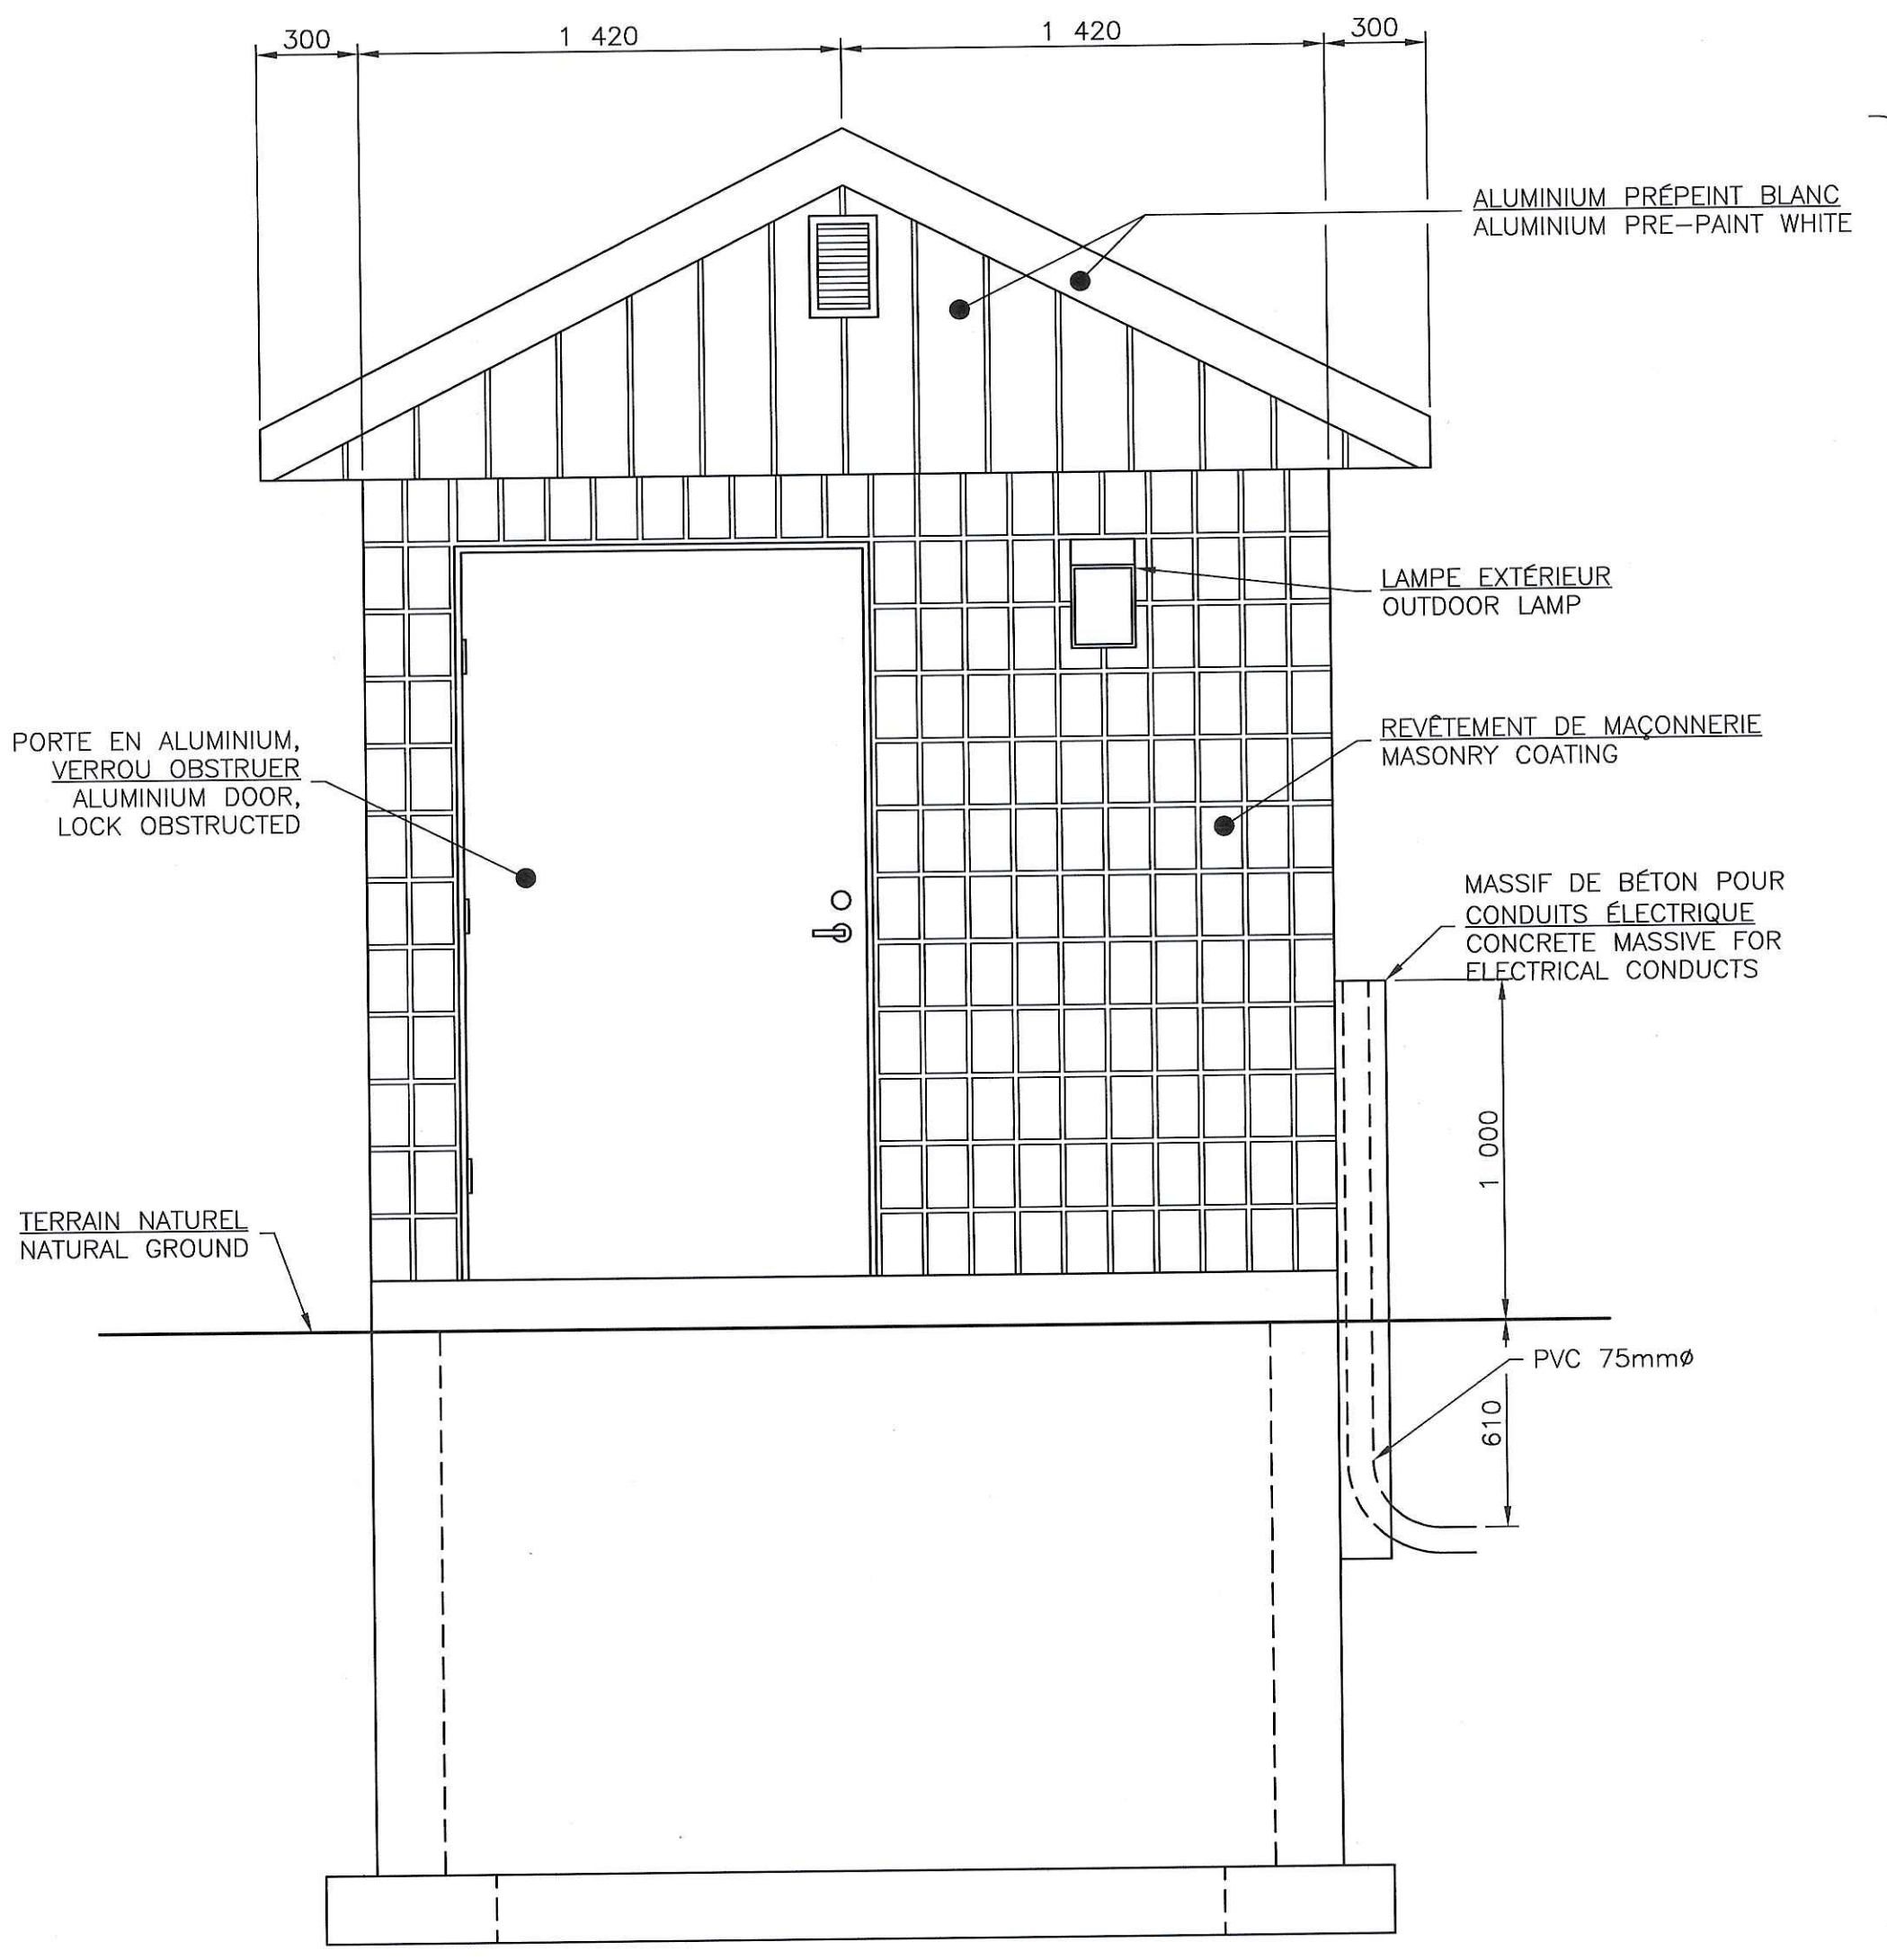 300
1 420
1 420
300
ALUMINIUM PRÉPEINT BLANC
ALUMINIUM PRE-PAINT WHITE
LAMPE EXTÉRIEUR
OUTDOOR LAMP
REVÊTEMENT DE MAÇONNERIE
MASONRY COATING
PORTE EN ALUMINIUM,
VERROU OBSTRUER
ALUMINIUM DOOR,
LOCK OBSTRUCTED
MASSIF DE BÉTON POUR
CONDUITS ÉLECTRIQUE
CONCRETE MASSIVE FOR
ELECTRICAL CONDUCTS
1 000
TERRAIN NATUREL
NATURAL GROUND
PVC 75mmø
610